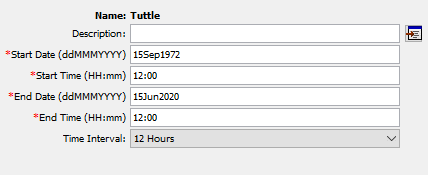 Name: Tuttle
Description:
*Start Date (ddMMMYYYY) 15Sep1972
*Start Time (HH:mm) 12:00
*End Date (ddMMMYYYY) 15Jun2020
*End Time (HH:mm) 12:00
Time Interval: 12 Hours